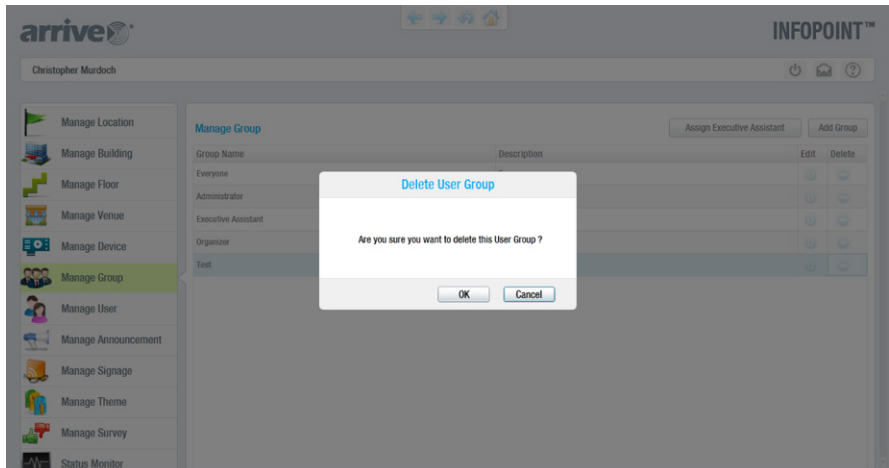 arrive
INFOPOINT™
Christopher Murdoch
Manage Location
Manage Building
Manage Floor
Manage Venue
Manage Device
Manage Group
Manage User
Manage Announcement
Manage Signage
Manage Theme
Manage Survey
Status Monitor
Manage Group
Assign Executive Assistant
Add Group
Group Name Description Edit Delete
Everyone
Administrator
Executive Assistant
Organizor
Test
Delete User Group
Are you sure you want to delete this User Group ?
OK Cancel